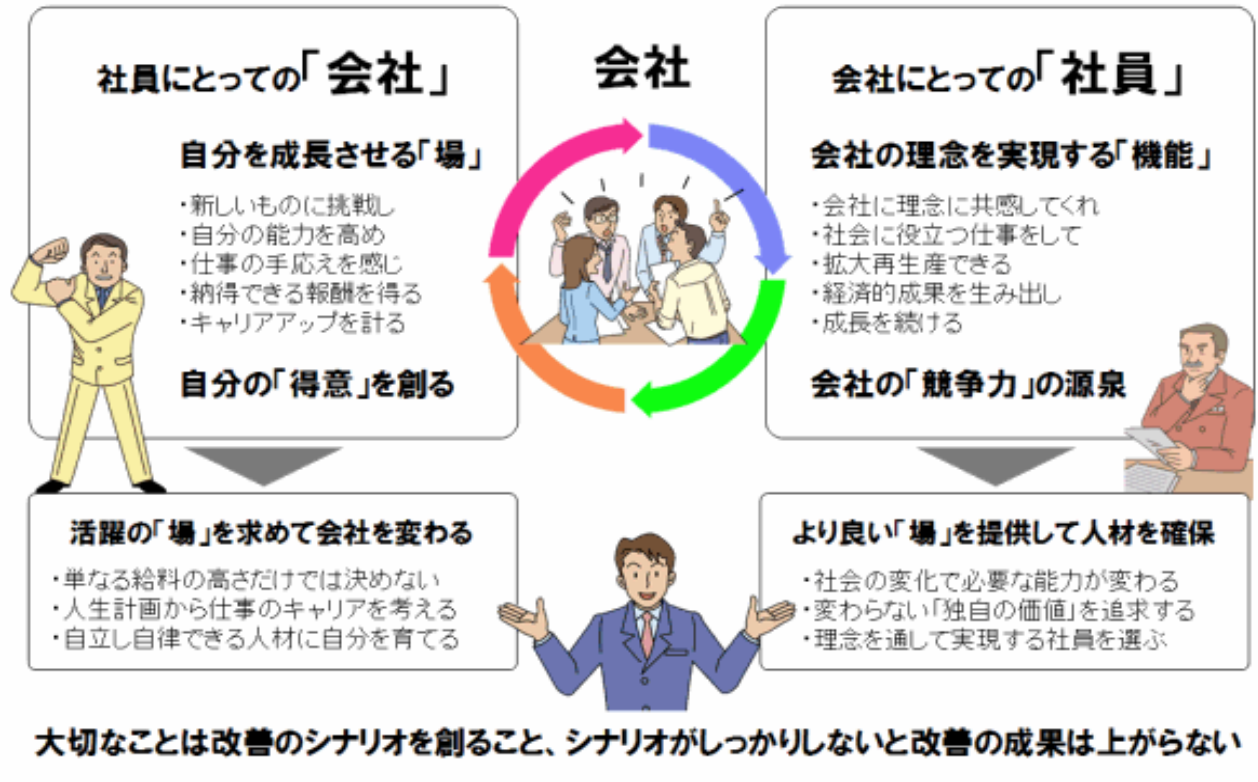 社員にとっての「会社」
自分を成長させる「場」
・新しいものに挑戦し
・自分の能力を高め
・仕事の手応えを感じ
・納得できる報酬を得る
・キャリアアップを計る
自分の「得意」を創る
会社
会社にとっての「社員」
会社の理念を実現する「機能」
・会社に理念に共感してくれ
・社会に役立つ仕事をして
・拡大再生産できる
・経済的成果を生み出し
・成長を続ける
会社の「競争力」の源泉
活躍の「場」を求めて会社を変わる
・単なる給料の高さだけでは決めない
・人生計画から仕事のキャリアを考える
・自立し自律できる人材に自分を育てる
より良い「場」を提供して人材を確保
・社会の変化で必要な能力が変わる
・変わらない「独自の価値」を追求する
・理念を通して実現する社員を選ぶ
大切なことは改善のシナリオを創ること、シナリオがしっかりしないと改善の成果は上がらない